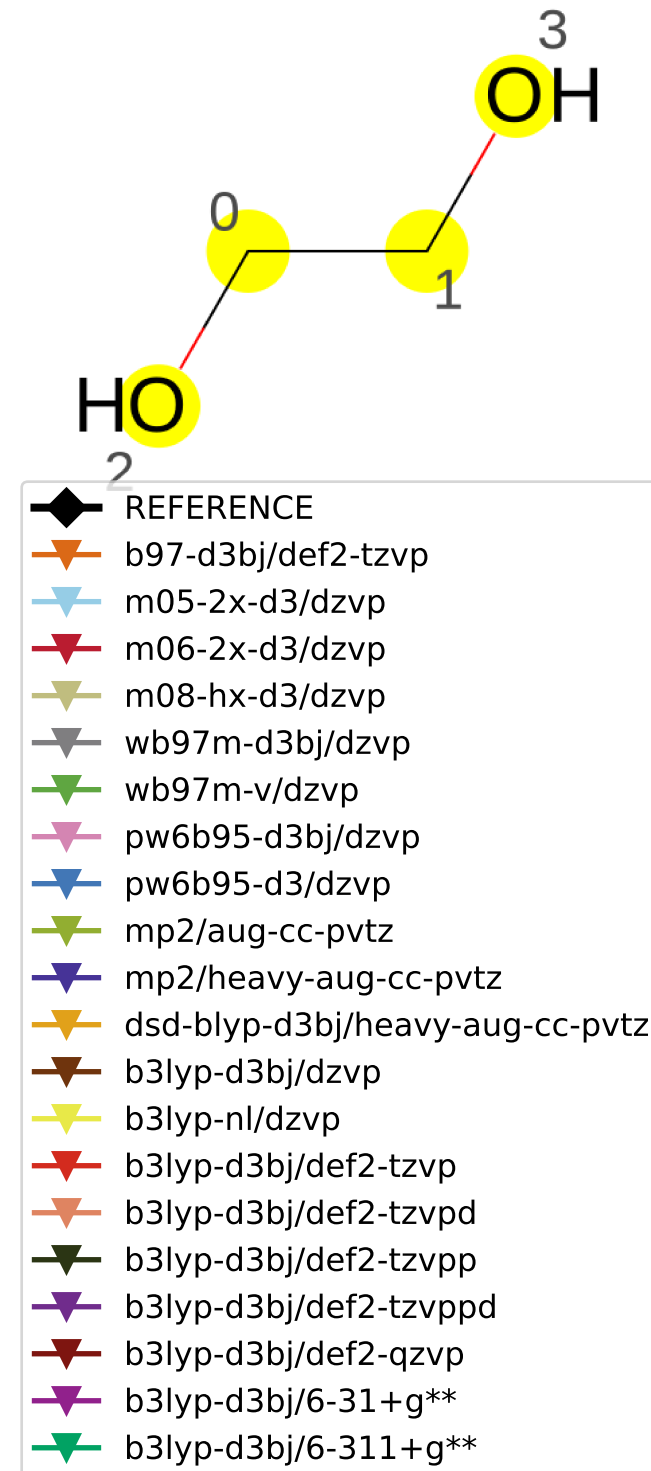 3
OH
0
1
HO
2
REFERENCE
b97-d3bj/def2-tzvp
m05-2x-d3/dzvp
m06-2x-d3/dzvp
m08-hx-d3/dzvp
wb97m-d3bj/dzvp
wb97m-v/dzvp
pw6b95-d3bj/dzvp
pw6b95-d3/dzvp
mp2/aug-cc-pvtz
mp2/heavy-aug-cc-pvtz
dsd-blyp-d3bj/heavy-aug-cc-pvtz
b3lyp-d3bj/dzvp
b3lyp-nl/dzvp
b3lyp-d3bj/def2-tzvp
b3lyp-d3bj/def2-tzvpd
b3lyp-d3bj/def2-tzvpp
b3lyp-d3bj/def2-tzvppd
b3lyp-d3bj/def2-qzvp
b3lyp-d3bj/6-31+g**
b3lyp-d3bj/6-311+g**